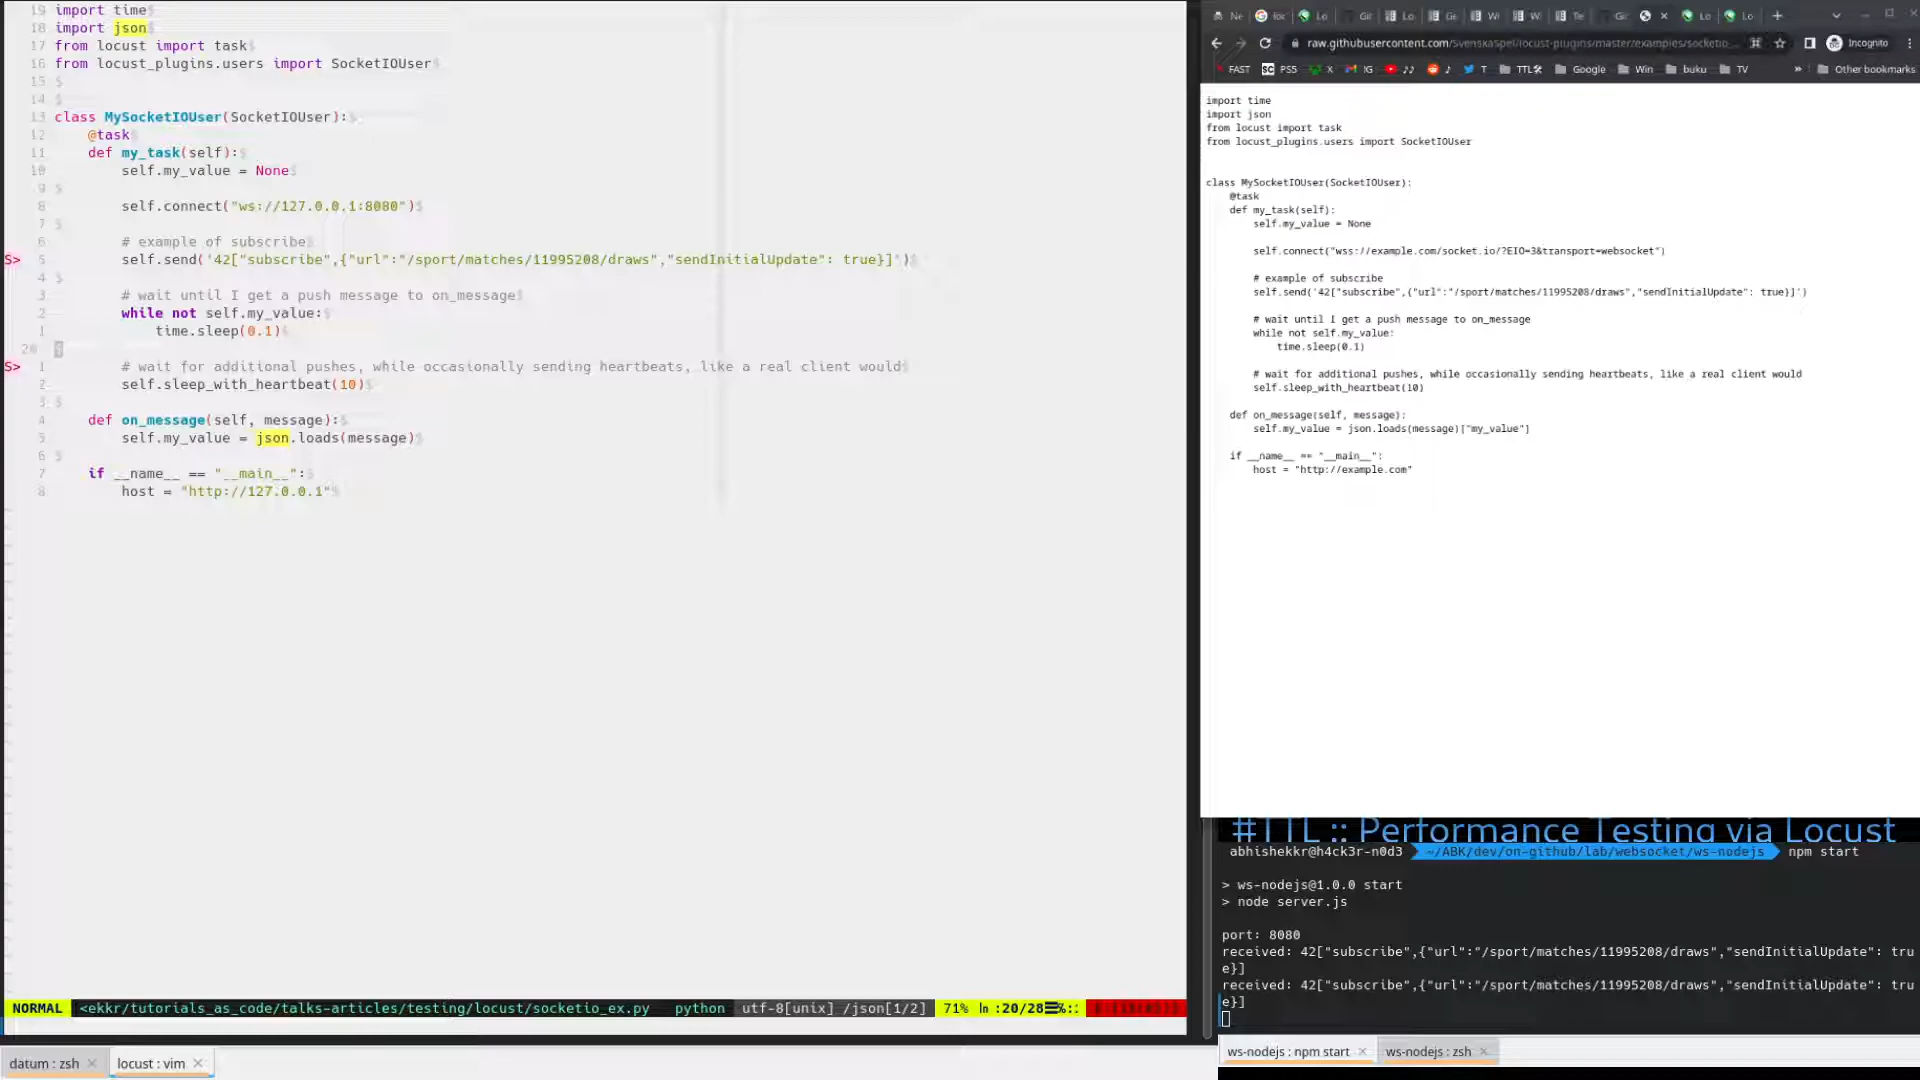 19 import time
18 import json
17 from locust import task
16 from locust_plugins.users import SocketIOUser
15
14
13 class MySocketIOUser(SocketIOUser):
12 @task
11 def my_task(self):
10 self.my_value = None
9
8 self.connect("ws://127.0.0.1:8080")
7
6 # example of subscribe
S> 5 self.send('42["subscribe",{"url":"/sport/matches/11995208/draws","sendInitialUpdate": true}]')
4
3 # wait until I get a push message to on_message
2 while not self.my_value:
1 time.sleep(0.1)
20
S> 1 # wait for additional pushes, while occasionally sending heartbeats, like a real client would
2 self.sleep_with_heartbeat(10)
3
4 def on_message(self, message):
5 self.my_value = json.loads(message)
6
7 if __name__ == "__main__":
8 host = "http://127.0.0.1"
NORMAL <ekkr/tutorials_as_code/talks-articles/testing/locust/socketio_ex.py python utf-8[unix] /json[1/2] 71% ln :20/28
datum : zsh locust : vim
raw.githubusercontent.com/Svenskaspel/locust-plugins/master/examples/socketio_... Incognito
FAST SC PS5 X !G T TTL Google Win buku TV » Other bookmarks
import time
import json
from locust import task
from locust_plugins.users import SocketIOUser
class MySocketIOUser(SocketIOUser):
@task
def my_task(self):
self.my_value = None
self.connect("wss://example.com/socket.io/?EIO=3&transport=websocket")
# example of subscribe
self.send('42["subscribe",{"url":"/sport/matches/11995208/draws","sendInitialUpdate": true}]')
# wait until I get a push message to on_message
while not self.my_value:
time.sleep(0.1)
# wait for additional pushes, while occasionally sending heartbeats, like a real client would
self.sleep_with_heartbeat(10)
def on_message(self, message):
self.my_value = json.loads(message)["my_value"]
if __name__ == "__main__":
host = "http://example.com"
#TTL :: Performance Testing via Locust
abhishekkr@h4ck3r-n0d3 ~/ABK/dev/on-github/lab/websocket/ws-nodejs npm start
> ws-nodejs@1.0.0 start
> node server.js
port: 8080
received: 42["subscribe",{"url":"/sport/matches/11995208/draws","sendInitialUpdate": tru
e}]
received: 42["subscribe",{"url":"/sport/matches/11995208/draws","sendInitialUpdate": tru
e}]
ws-nodejs : npm start ws-nodejs : zsh